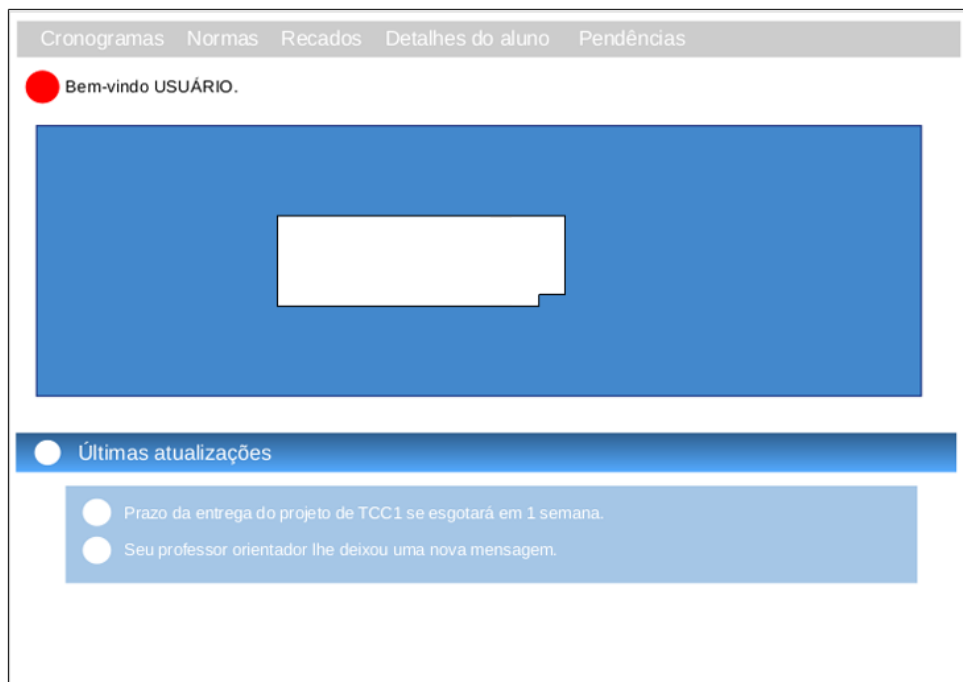 Cronogramas Normas Recados Detalhes do aluno Pendências
Bem-vindo USUÁRIO.
Últimas atualizações
Prazo da entrega do projeto de TCC1 se esgotará em 1 semana.
Seu professor orientador lhe deixou uma nova mensagem.